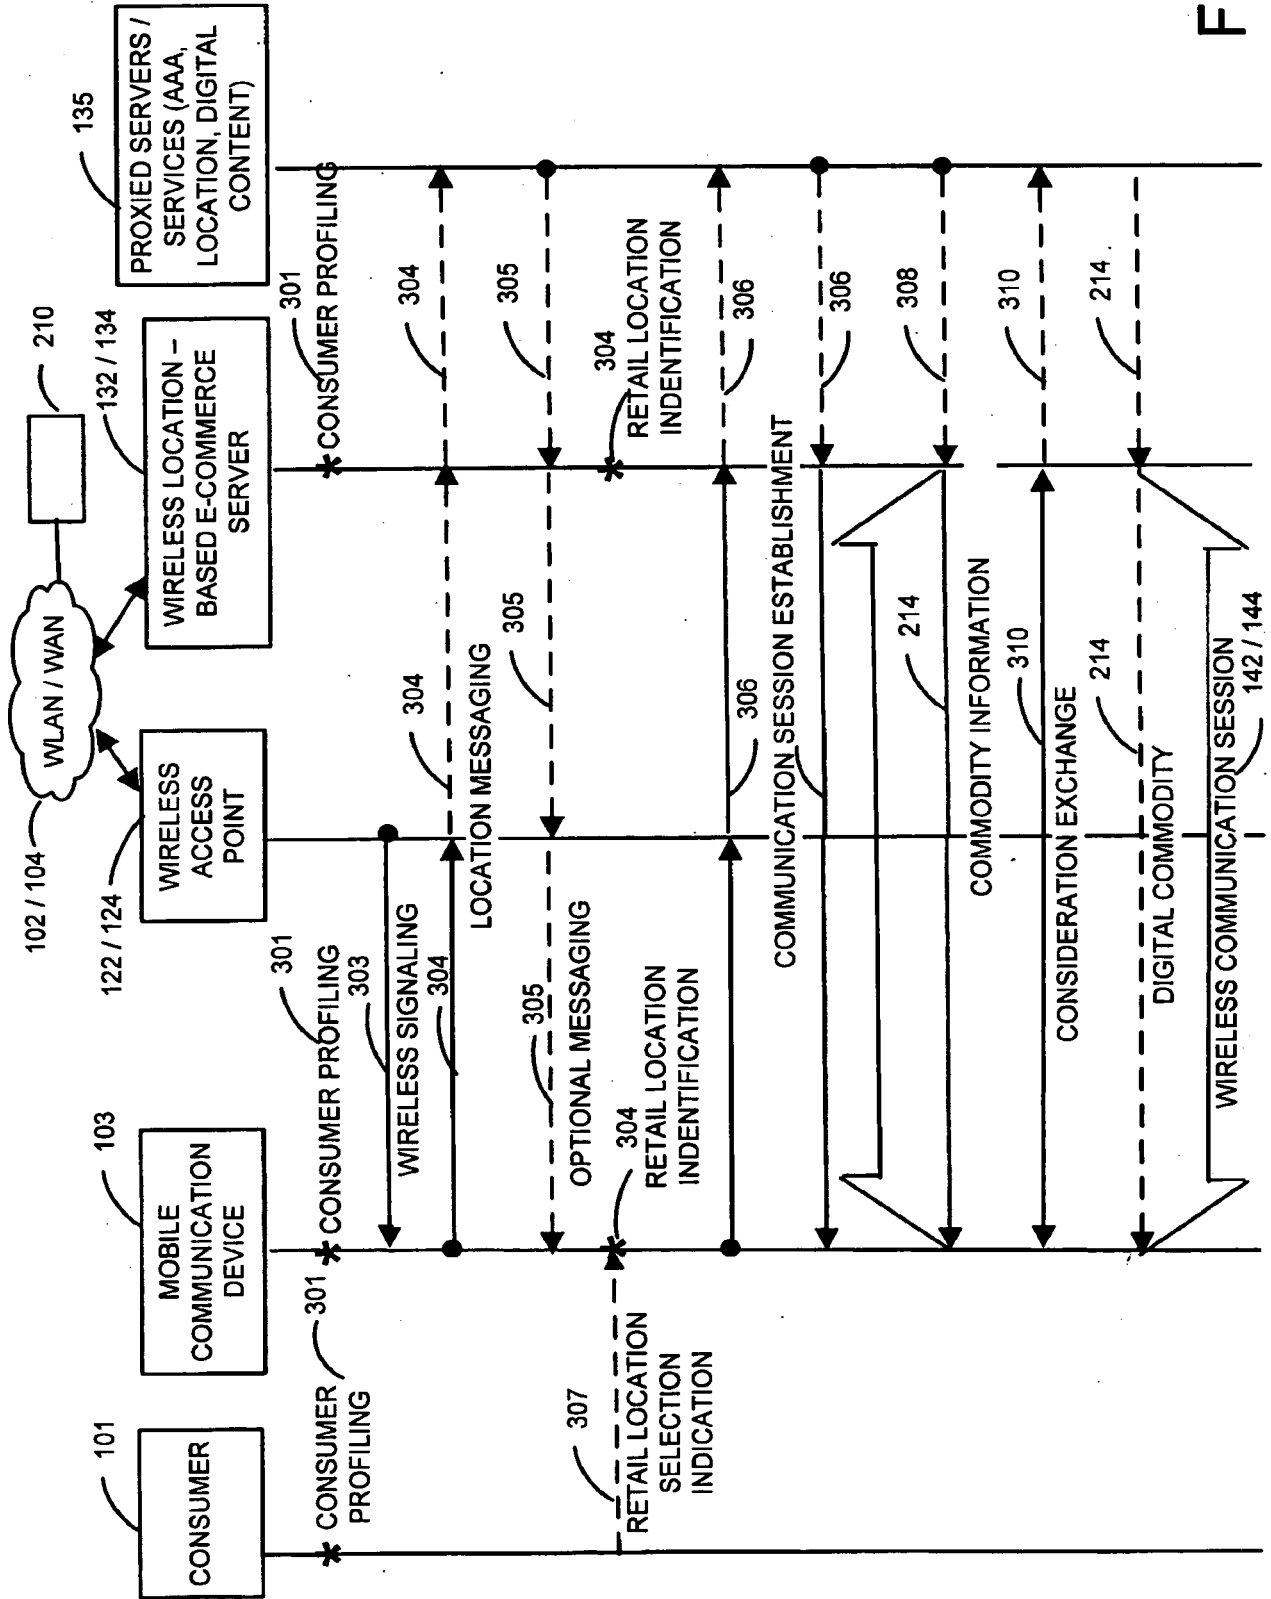 101
CONSUMER
103
MOBILE
COMMUNICATION
DEVICE
102 / 104
WLAN / WAN
122 / 124
WIRELESS
ACCESS
POINT
210
132 / 134
WIRELESS LOCATION –
BASED E-COMMERCE
SERVER
135
PROXIED SERVERS /
SERVICES (AAA,
LOCATION, DIGITAL
CONTENT)
301
CONSUMER
PROFILING
301
CONSUMER PROFILING
301
CONSUMER PROFILING
303
WIRELESS SIGNALING
304
304
304
LOCATION MESSAGING
305
305
305
OPTIONAL MESSAGING
307
RETAIL LOCATION
SELECTION
INDICATION
304
RETAIL LOCATION
INDENTIFICATION
304
RETAIL LOCATION
INDENTIFICATION
306
306
COMMUNICATION SESSION ESTABLISHMENT
306
214
308
COMMODITY INFORMATION
310
310
CONSIDERATION EXCHANGE
214
214
DIGITAL COMMODITY
WIRELESS COMMUNICATION SESSION
142 / 144
F